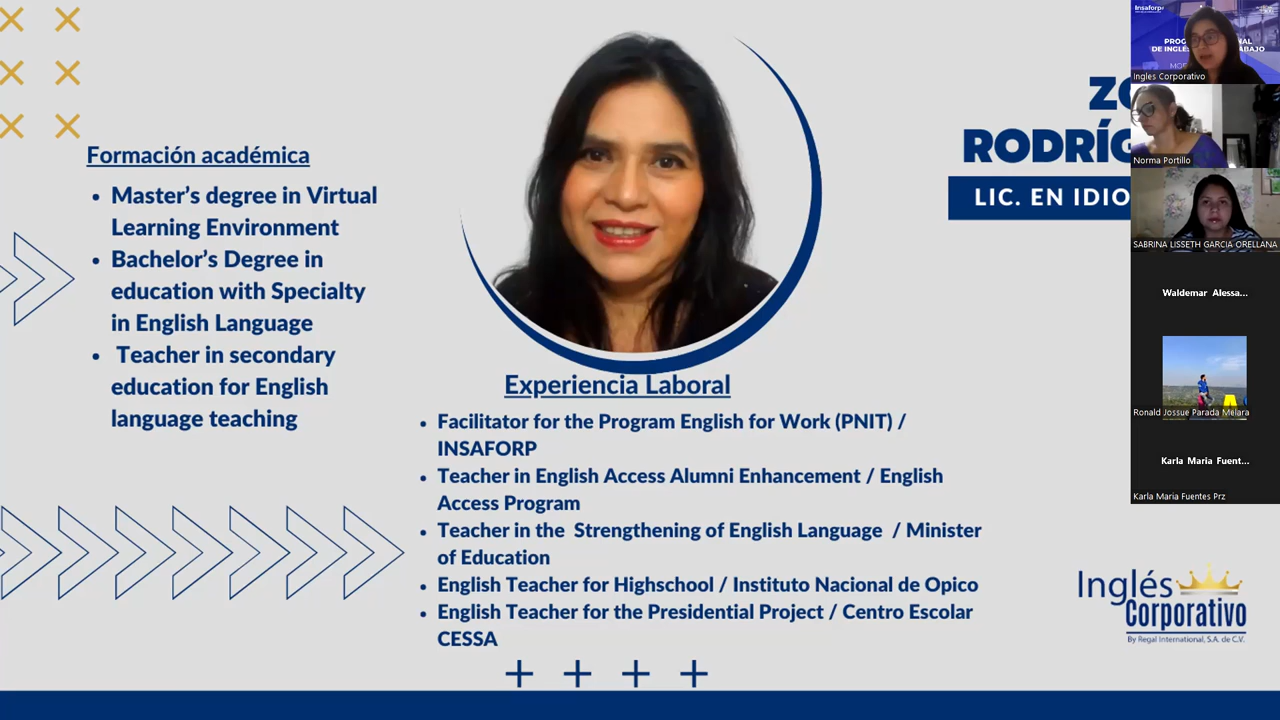 Formación académica
Master's degree in Virtual
Learning Environment
Bachelor's Degree in
education with Specialty
in English Language
Teacher in secondary
education for English
language teaching
LIC. EN IDIO
Experiencia Laboral
Facilitator for the Program English for Work (PNIT) /
INSAFORP
Teacher in English Access Alumni Enhancement / English
Access Program
Teacher in the Strengthening of English Language / Minister
of Education
English Teacher for Highschool / Instituto Nacional de Opico
English Teacher for the Presidential Project / Centro Escolar
CESSA
Insaforp
Ingles Corporativo
Norma Portillo
SABRINA LISSETH GARCIA ORELLANA
Waldemar Alessa...
Ronald Jossue Parada Melara
Karla Maria Fuent...
Karla Maria Fuentes Prz
Inglés
Corporativo
By Regal International, S.A. de C.V.